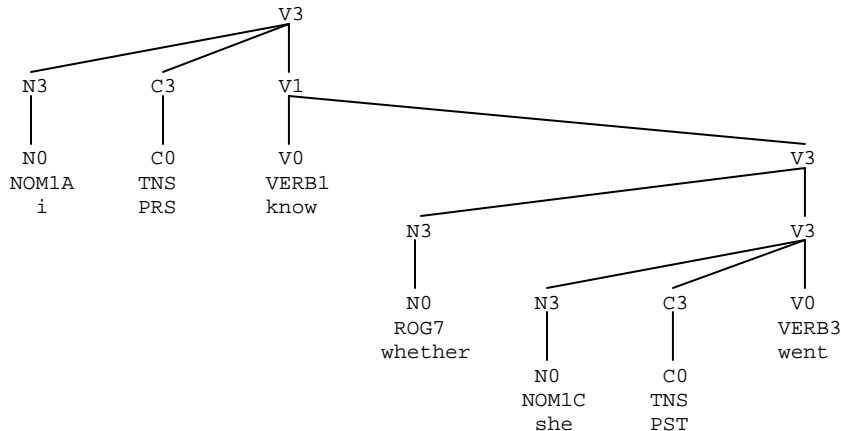 V3
N3 C3 V1
N0 C0 V0 V3
NOM1A TNS VERB1
i PRS know
N3 V3
N0 N3 C3 V0
ROG7 VERB3
whether went
N0 C0
NOM1C TNS
she PST